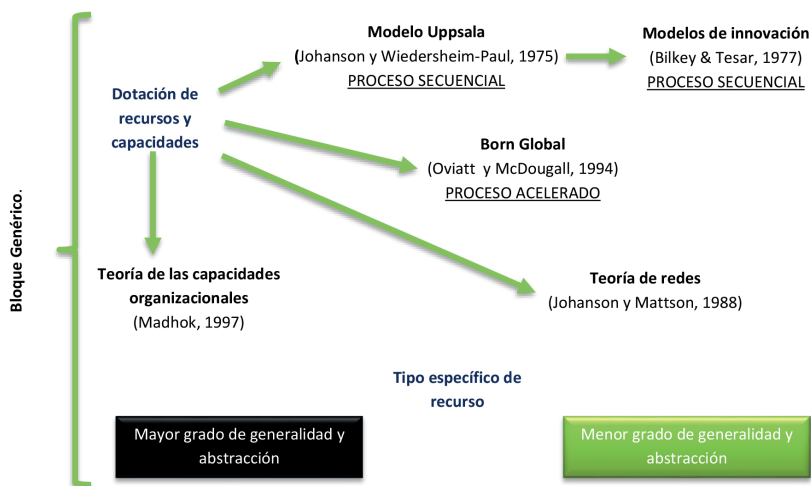 Modelo Uppsala
(Johanson y Wiedersheim-Paul, 1975)
PROCESO SECUENCIAL
Modelos de innovación
(Bilkey & Tesar, 1977)
PROCESO SECUENCIAL
Dotación de
recursos y
capacidades
Born Global
(Oviatt y McDougall, 1994)
PROCESO ACELERADO
Bloque Genérico.
Teoría de las capacidades
organizacionales
(Madhok, 1997)
Teoría de redes
(Johanson y Mattson, 1988)
Tipo específico de
recurso
Mayor grado de generalidad y
abstracción
Menor grado de generalidad y
abstracción